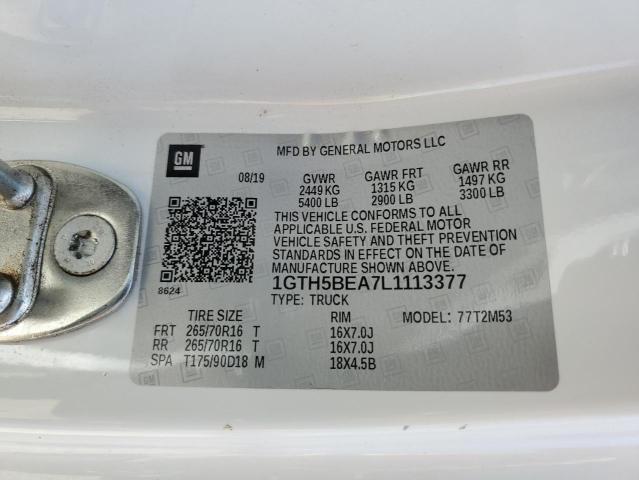 GM
MFD BY GENERAL MOTORS LLC
08/19 GVWR GAWR FRT GAWR RR
2449 KG 1315 KG 1497 KG
5400 LB 2900 LB 3300 LB
THIS VEHICLE CONFORMS TO ALL
APPLICABLE U.S. FEDERAL MOTOR
VEHICLE SAFETY AND THEFT PREVENTION
STANDARDS IN EFFECT ON THE DATE OF
MANUFACTURE SHOWN ABOVE.
8624 1GTH5BEA7L1113377
TYPE: TRUCK
TIRE SIZE RIM MODEL: 77T2M53
FRT 265/70R16 T 16X7.0J
RR 265/70R16 T 16X7.0J
SPA T175/90D18 M 18X4.5B